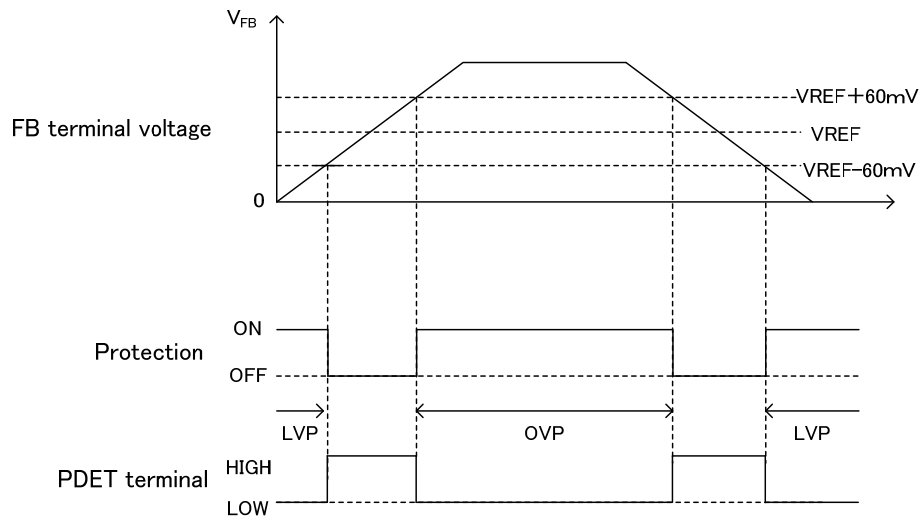 VFB
FB terminal voltage
VREF+60mV
VREF
VREF-60mV
0
Protection
ON
OFF
LVP
OVP
LVP
PDET terminal
HIGH
LOW